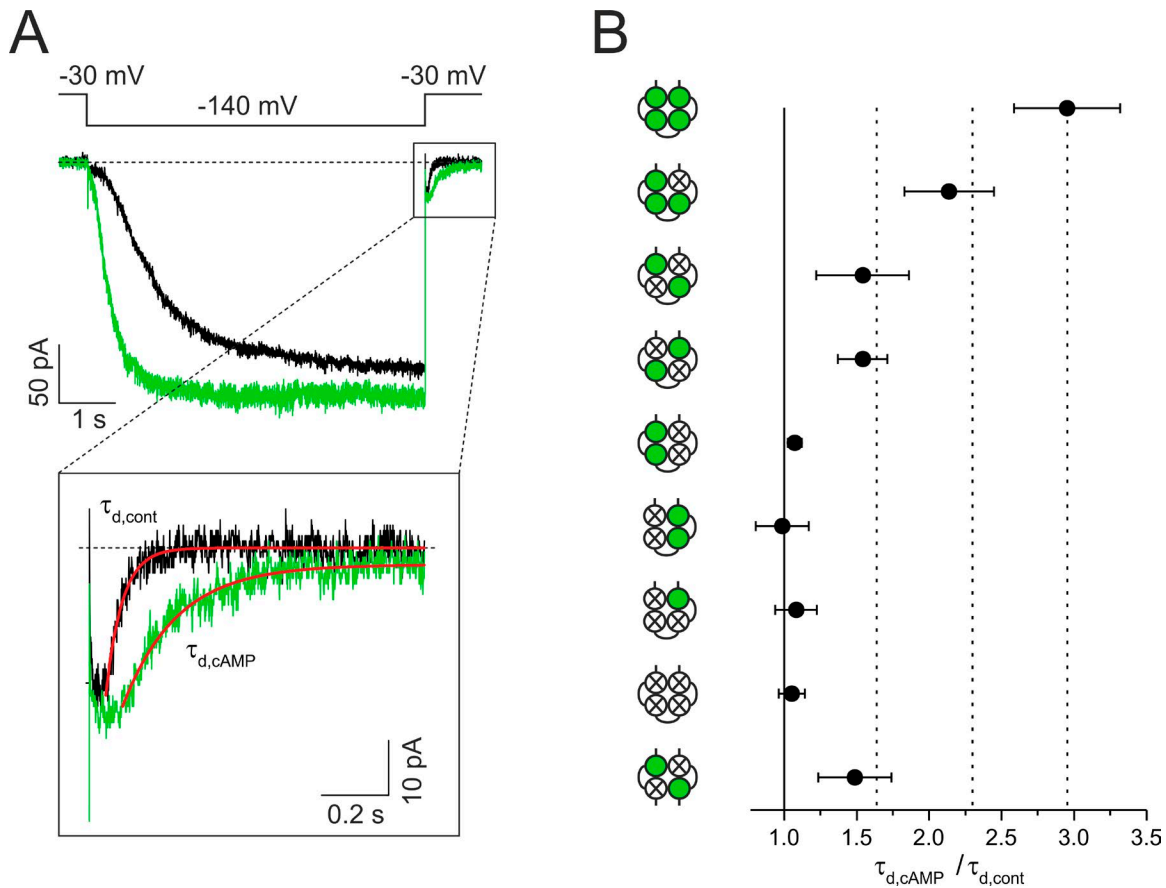 A
B
-30 mV
-30 mV
-140 mV
50 pA
1 s
τd,cont
τd,cAMP
10 pA
0.2 s
1.0 1.5 2.0 2.5 3.0 3.5
τd,cAMP / τd,cont